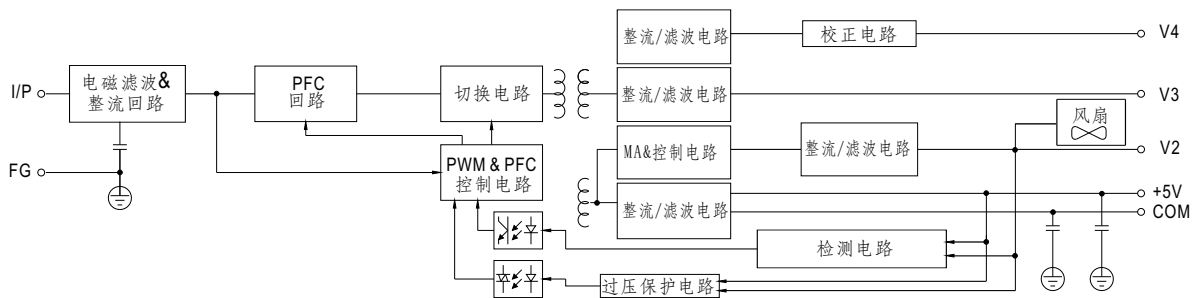 整流/滤波电路
校正电路
V4
I/P
电磁滤波&
整流回路
PFC
回路
切换电路
整流/滤波电路
V3
风扇
FG
PWM & PFC
控制电路
MA&控制电路
整流/滤波电路
V2
整流/滤波电路
+5V
COM
检测电路
过压保护电路